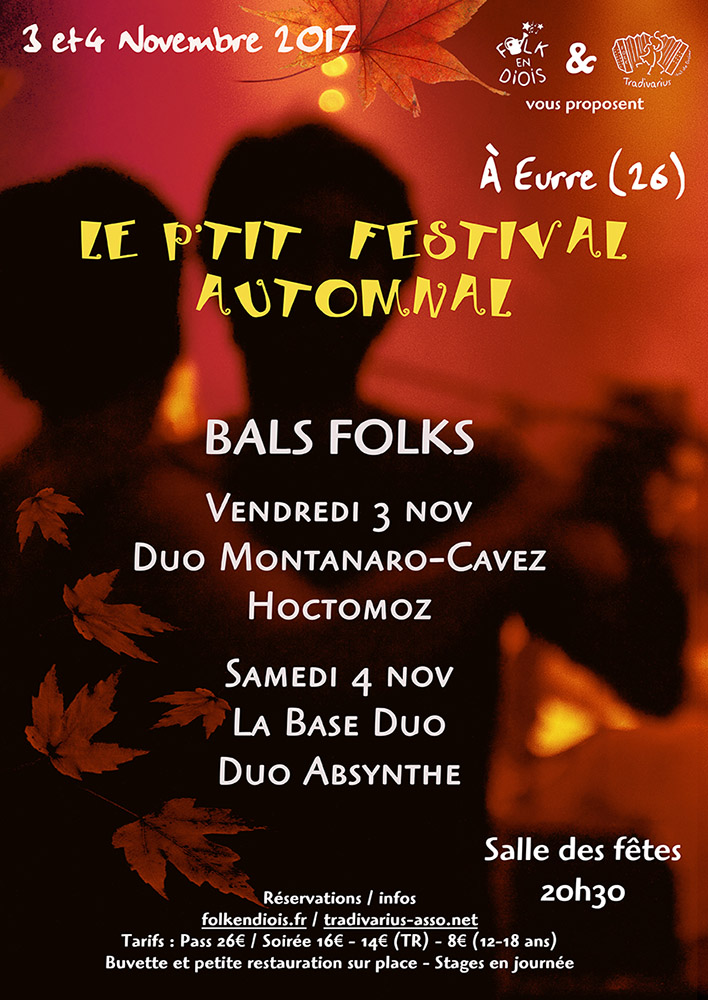 3 et 4 Novembre 2017
FOLK
EN
DIOIS
&
Tradivarius
vous proposent
À Eurre (26)
LE P'TIT FESTIVAL
AUTOMNAL
BALS FOLKS
VENDREDI 3 NOV
DUO MONTANARO-CAVEZ
HOCTOMOZ
SAMEDI 4 NOV
LA BASE DUO
DUO ABSYNTHE
Salle des fêtes
20h30
Réservations / infos
folkendiois.fr / tradivarius-asso.net
Tarifs : Pass 26€ / Soirée 16€ - 14€ (TR) - 8€ (12-18 ans)
Buvette et petite restauration sur place - Stages en journée